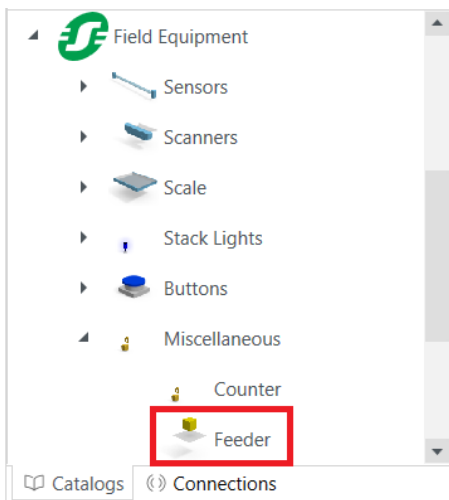 Field Equipment
Sensors
Scanners
Scale
Stack Lights
Buttons
Miscellaneous
Counter
Feeder
Catalogs Connections